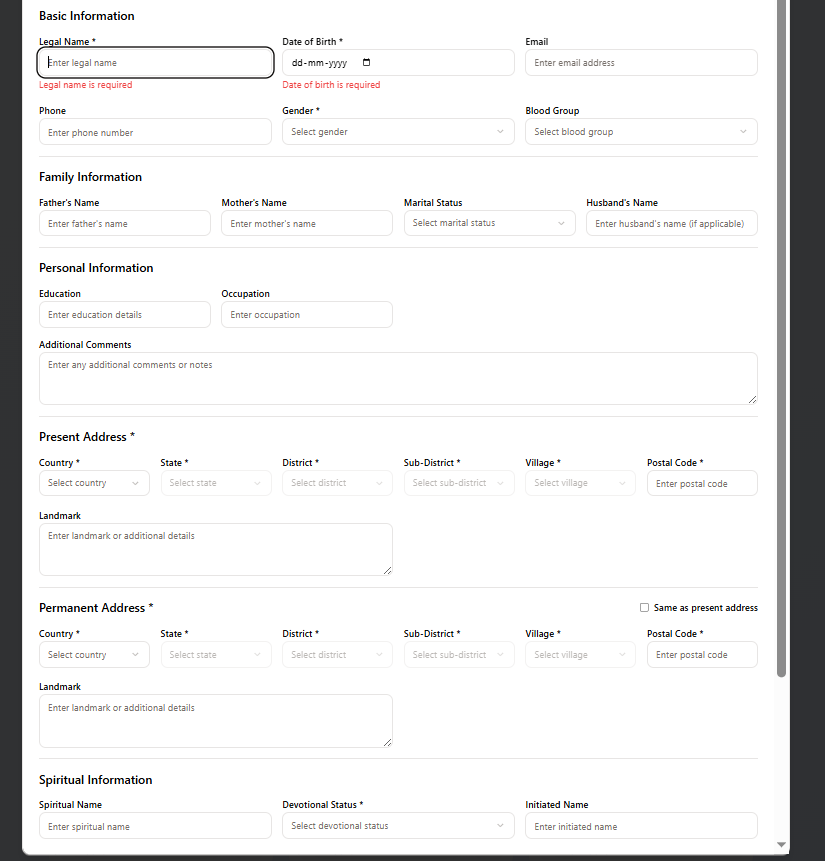 Basic Information
Legal Name * Date of Birth * Email
Enter legal name dd-mm-yyyy Enter email address
Legal name is required Date of birth is required
Phone Gender * Blood Group
Enter phone number Select gender Select blood group
Family Information
Father's Name Mother's Name Marital Status Husband's Name
Enter father's name Enter mother's name Select marital status Enter husband's name (if applicable)
Personal Information
Education Occupation
Enter education details Enter occupation
Additional Comments
Enter any additional comments or notes
Present Address *
Country * State * District * Sub-District * Village * Postal Code *
Select country Select state Select district Select sub-district Select village Enter postal code
Landmark
Enter landmark or additional details
Permanent Address * Same as present address
Country * State * District * Sub-District * Village * Postal Code *
Select country Select state Select district Select sub-district Select village Enter postal code
Landmark
Enter landmark or additional details
Spiritual Information
Spiritual Name Devotional Status * Initiated Name
Enter spiritual name Select devotional status Enter initiated name